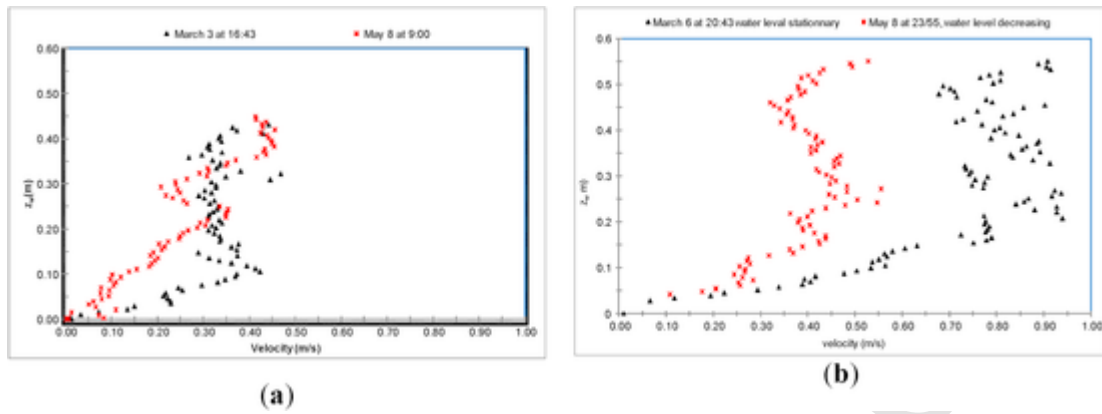 March 3 at 16:43 May 8 at 9:00
0.60
0.50
0.40
0.30
0.20
0.10
0.00
Zw(m)
0.00 0.10 0.20 0.30 0.40 0.50 0.60 0.70 0.80 0.90 1.00
Velocity (m/s)
(a)
March 6 at 20:43 water leval stationnary May 8 at 23/55, water level decreasing
0.6
0.5
0.4
0.3
0.2
0.1
0
Zw m)
0.00 0.10 0.20 0.30 0.40 0.50 0.60 0.70 0.80 0.90 1.00
velocity (m/s)
(b)